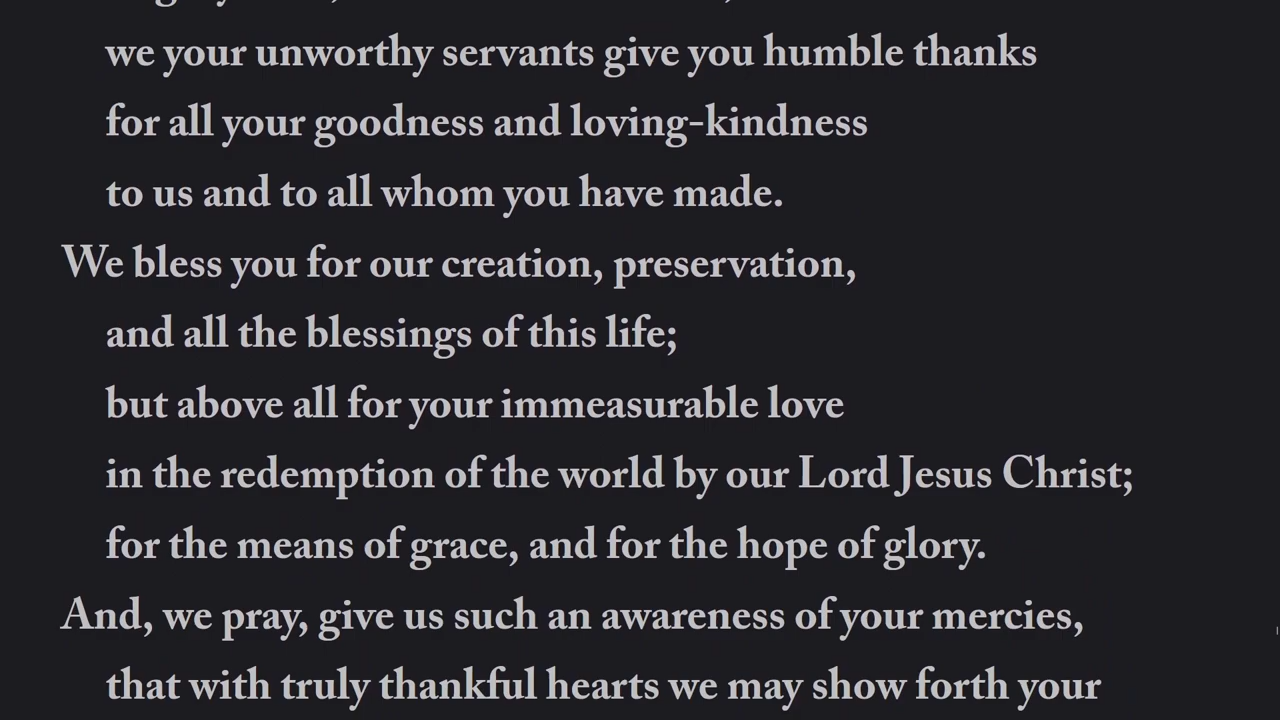 we your unworthy servants give you humble thanks
for all your goodness and loving-kindness
to us and to all whom you have made.
We bless you for our creation, preservation,
and all the blessings of this life;
but above all for your immeasurable love
in the redemption of the world by our Lord Jesus Christ;
for the means of grace, and for the hope of glory.
And, we pray, give us such an awareness of your mercies,
that with truly thankful hearts we may show forth your